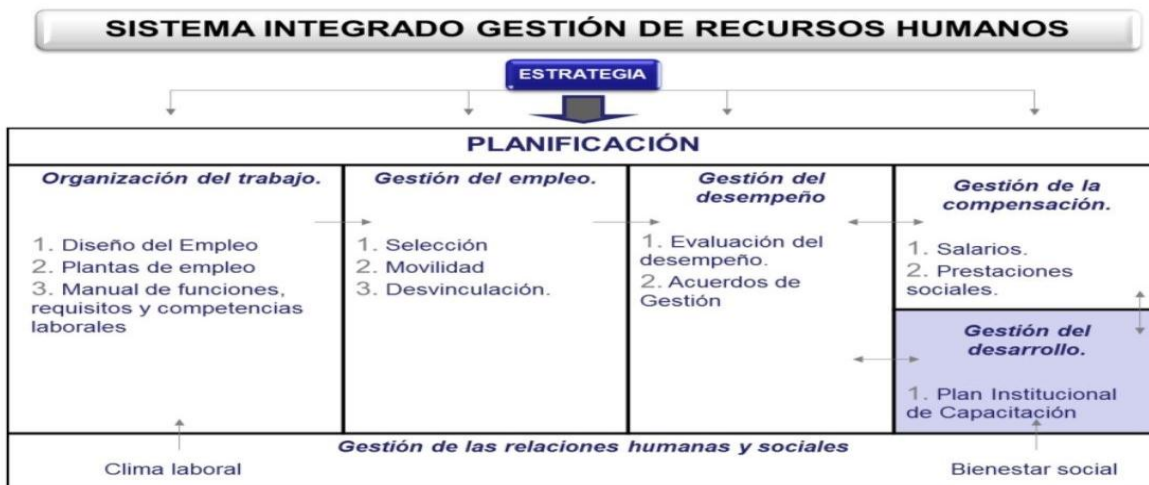 SISTEMA INTEGRADO GESTIÓN DE RECURSOS HUMANOS
ESTRATEGIA
PLANIFICACIÓN
Organización del trabajo.
1. Diseño del Empleo
2. Plantas de empleo
3. Manual de funciones,
requisitos y competencias
laborales
Gestión del empleo.
1. Selección
2. Movilidad
3. Desvinculación.
Gestión del
desempeño
1. Evaluación del
desempeño.
2. Acuerdos de
Gestión
Gestión de la
compensación.
1. Salarios.
2. Prestaciones
sociales.
Gestión del
desarrollo.
1. Plan Institucional
de Capacitación
Gestión de las relaciones humanas y sociales
Clima laboral
Bienestar social